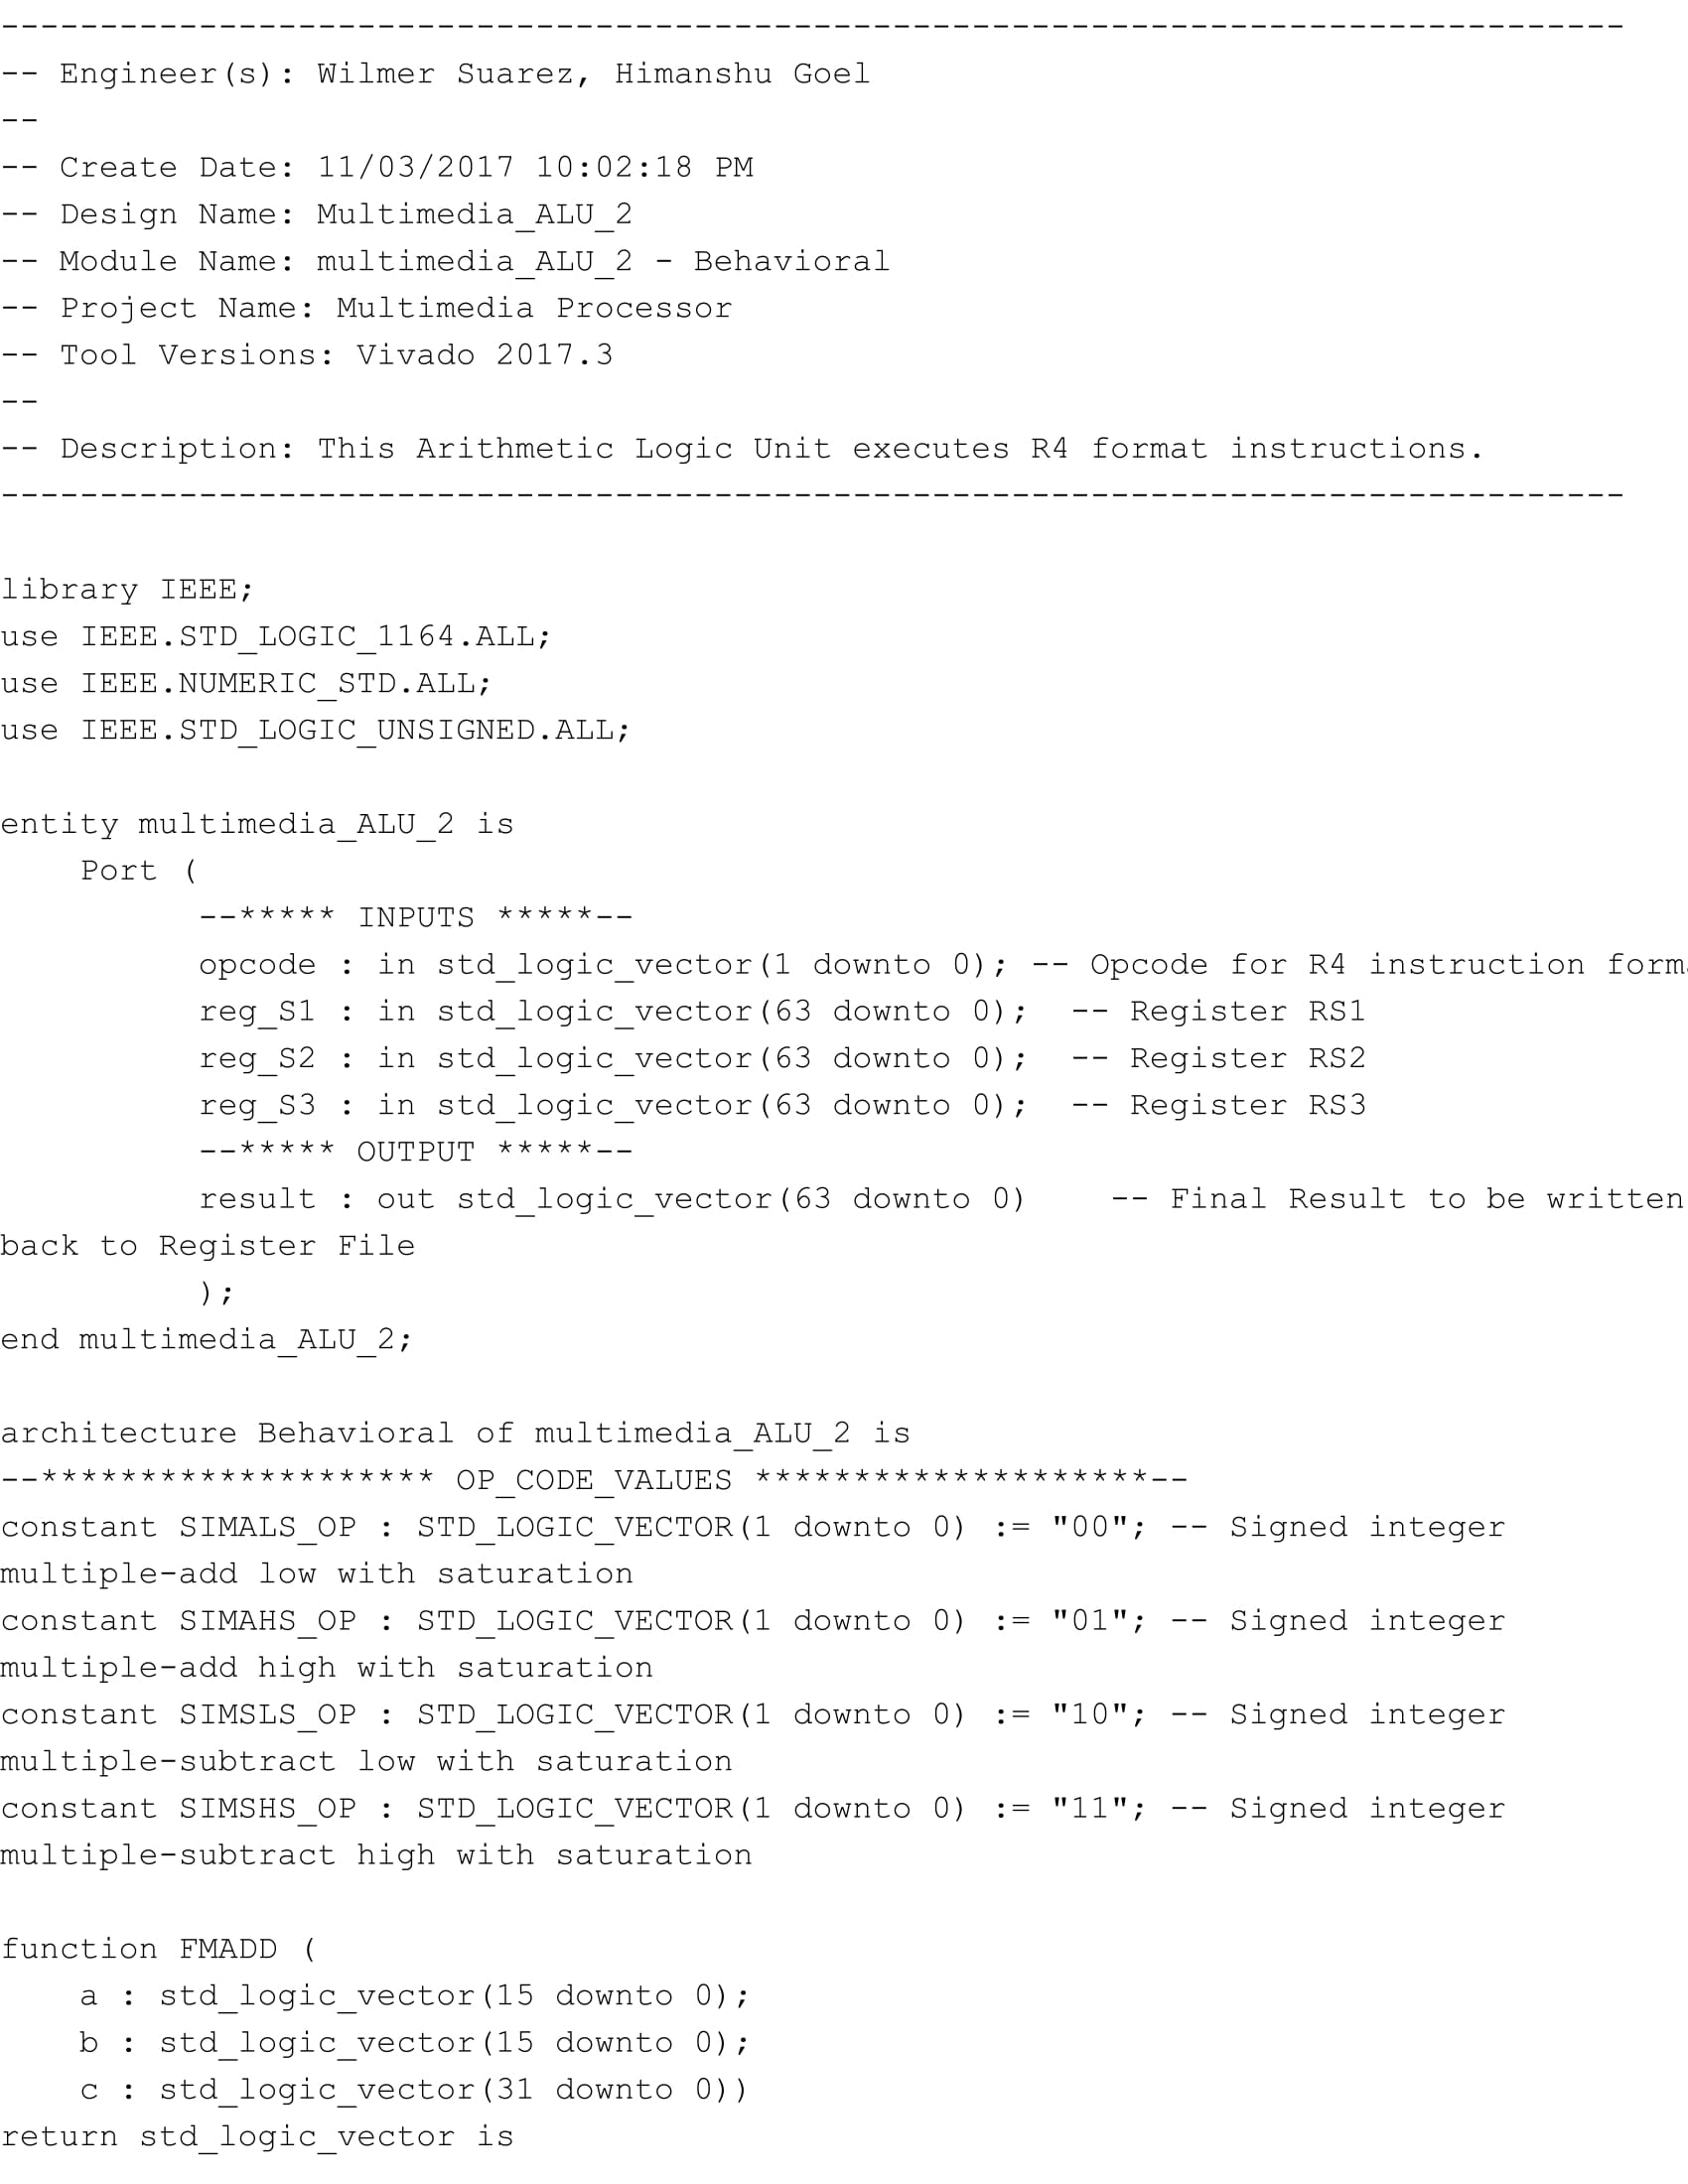 ----------------------------------------------------------------------------------
-- Engineer(s): Wilmer Suarez, Himanshu Goel
--
-- Create Date: 11/03/2017 10:02:18 PM
-- Design Name: Multimedia_ALU_2
-- Module Name: multimedia_ALU_2 - Behavioral
-- Project Name: Multimedia Processor
-- Tool Versions: Vivado 2017.3
--
-- Description: This Arithmetic Logic Unit executes R4 format instructions.
----------------------------------------------------------------------------------

library IEEE;
use IEEE.STD_LOGIC_1164.ALL;
use IEEE.NUMERIC_STD.ALL;
use IEEE.STD_LOGIC_UNSIGNED.ALL;

entity multimedia_ALU_2 is
    Port (
          --***** INPUTS *****--
          opcode : in std_logic_vector(1 downto 0); -- Opcode for R4 instruction
          reg_S1 : in std_logic_vector(63 downto 0);  -- Register RS1
          reg_S2 : in std_logic_vector(63 downto 0);  -- Register RS2
          reg_S3 : in std_logic_vector(63 downto 0);  -- Register RS3
          --***** OUTPUT *****--
          result : out std_logic_vector(63 downto 0)    -- Final Result to be written
back to Register File
          );
end multimedia_ALU_2;

architecture Behavioral of multimedia_ALU_2 is
--******************** OP_CODE_VALUES ********************--
constant SIMALS_OP : STD_LOGIC_VECTOR(1 downto 0) := "00"; -- Signed integer
multiple-add low with saturation
constant SIMAHS_OP : STD_LOGIC_VECTOR(1 downto 0) := "01"; -- Signed integer
multiple-add high with saturation
constant SIMSLS_OP : STD_LOGIC_VECTOR(1 downto 0) := "10"; -- Signed integer
multiple-subtract low with saturation
constant SIMSHS_OP : STD_LOGIC_VECTOR(1 downto 0) := "11"; -- Signed integer
multiple-subtract high with saturation

function FMADD (
    a : std_logic_vector(15 downto 0);
    b : std_logic_vector(15 downto 0);
    c : std_logic_vector(31 downto 0))
return std_logic_vector is